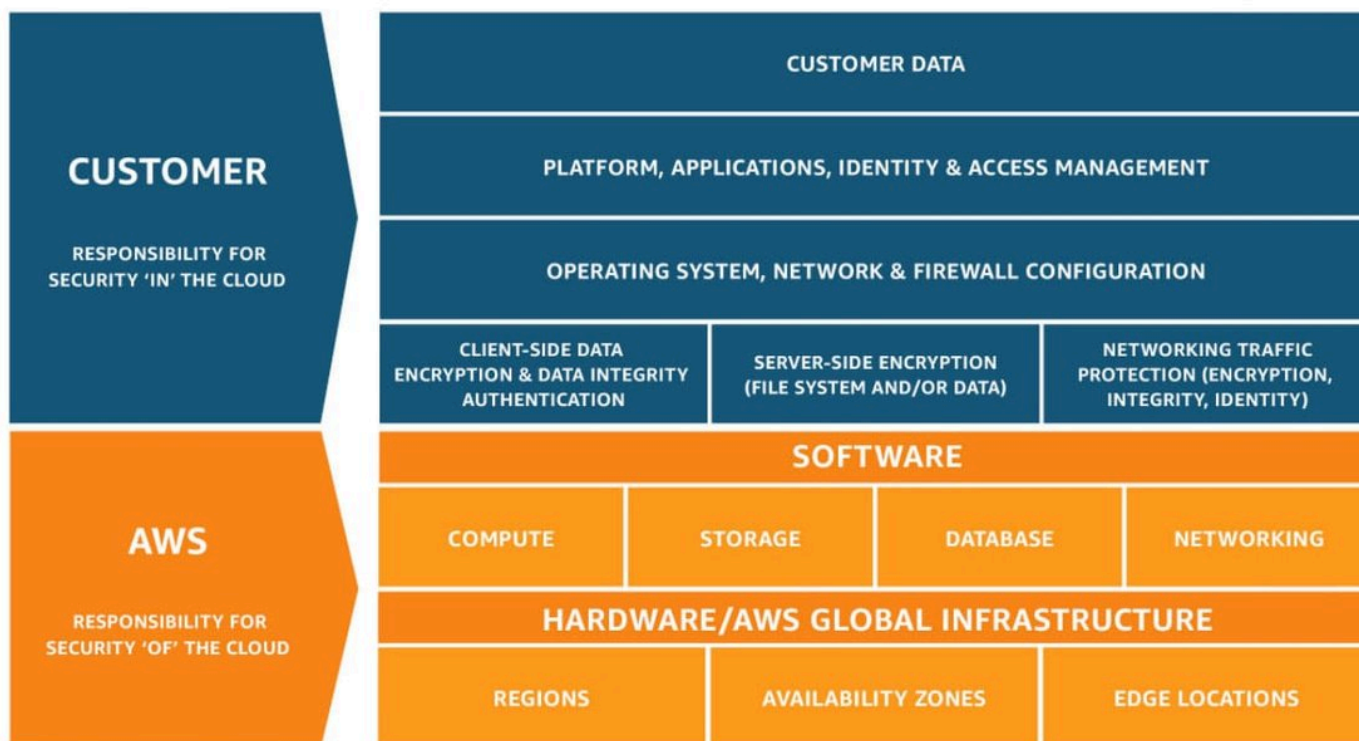 CUSTOMER
RESPONSIBILITY FOR
SECURITY ‘IN’ THE CLOUD
CUSTOMER DATA
PLATFORM, APPLICATIONS, IDENTITY & ACCESS MANAGEMENT
OPERATING SYSTEM, NETWORK & FIREWALL CONFIGURATION
CLIENT-SIDE DATA
ENCRYPTION & DATA INTEGRITY
AUTHENTICATION
SERVER-SIDE ENCRYPTION
(FILE SYSTEM AND/OR DATA)
NETWORKING TRAFFIC
PROTECTION (ENCRYPTION,
INTEGRITY, IDENTITY)
AWS
RESPONSIBILITY FOR
SECURITY ‘OF’ THE CLOUD
SOFTWARE
COMPUTE
STORAGE
DATABASE
NETWORKING
HARDWARE/AWS GLOBAL INFRASTRUCTURE
REGIONS
AVAILABILITY ZONES
EDGE LOCATIONS